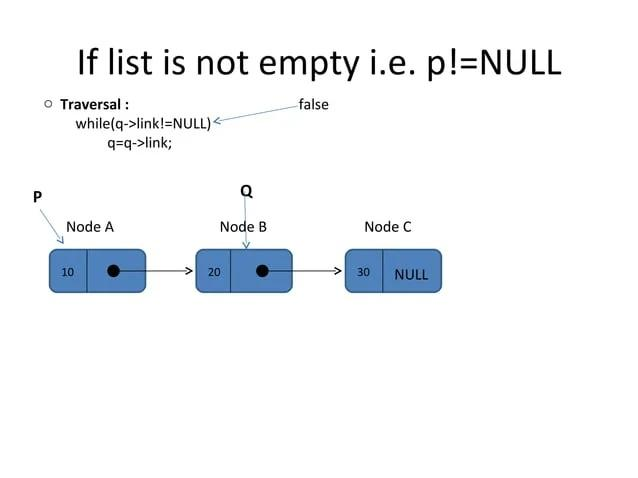 If list is not empty i.e. p!=NULL
○ Traversal :
false
while(q->link!=NULL)
q=q->link;
P
Q
Node A
Node B
Node C
10
20
30
NULL